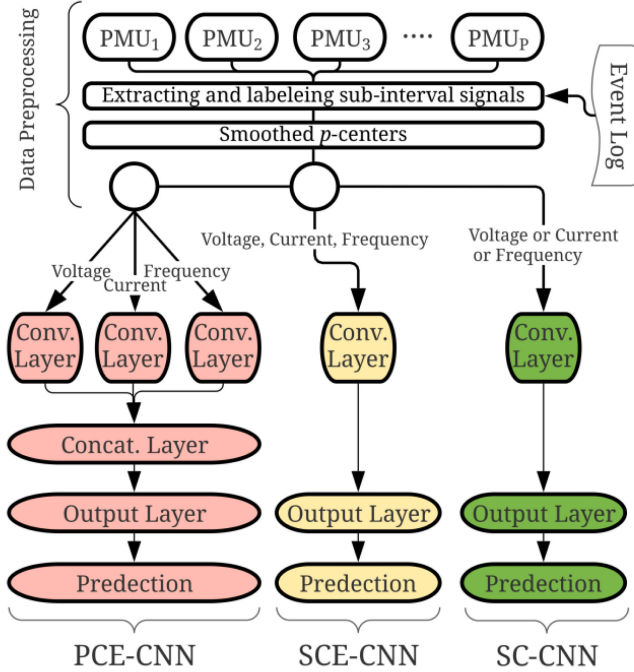 PMU1 PMU2 PMU3 .... PMUP
Data Preprocessing
Extracting and labeleing sub-interval signals
Event Log
Smoothed p-centers
Voltage
Current
Frequency
Voltage, Current, Frequency
Voltage or Current
or Frequency
Conv.
Layer
Conv.
Layer
Conv.
Layer
Conv.
Layer
Conv.
Layer
Concat. Layer
Output Layer
Output Layer
Output Layer
Predection
Predection
Predection
PCE-CNN
SCE-CNN
SC-CNN